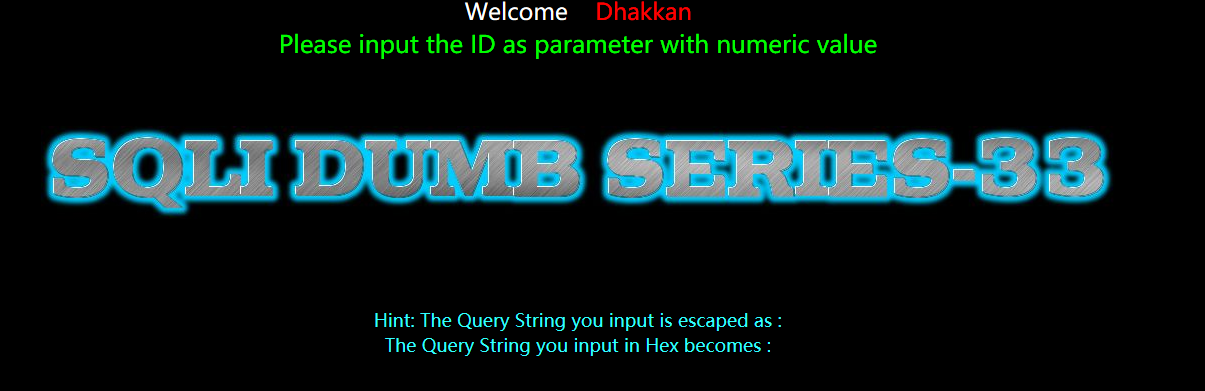 Welcome Dhakkan
Please input the ID as parameter with numeric value
SQLI DUMB SERIES-33
Hint: The Query String you input is escaped as :
The Query String you input in Hex becomes :